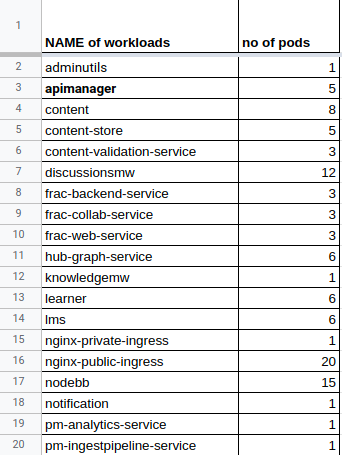 1 NAME of workloads no of pods
2 adminutils 1
3 apimanager 5
4 content 8
5 content-store 5
6 content-validation-service 3
7 discussionsmw 12
8 frac-backend-service 3
9 frac-collab-service 3
10 frac-web-service 3
11 hub-graph-service 6
12 knowledgemw 1
13 learner 6
14 lms 6
15 nginx-private-ingress 1
16 nginx-public-ingress 20
17 nodebb 15
18 notification 1
19 pm-analytics-service 1
20 pm-ingestpipeline-service 1